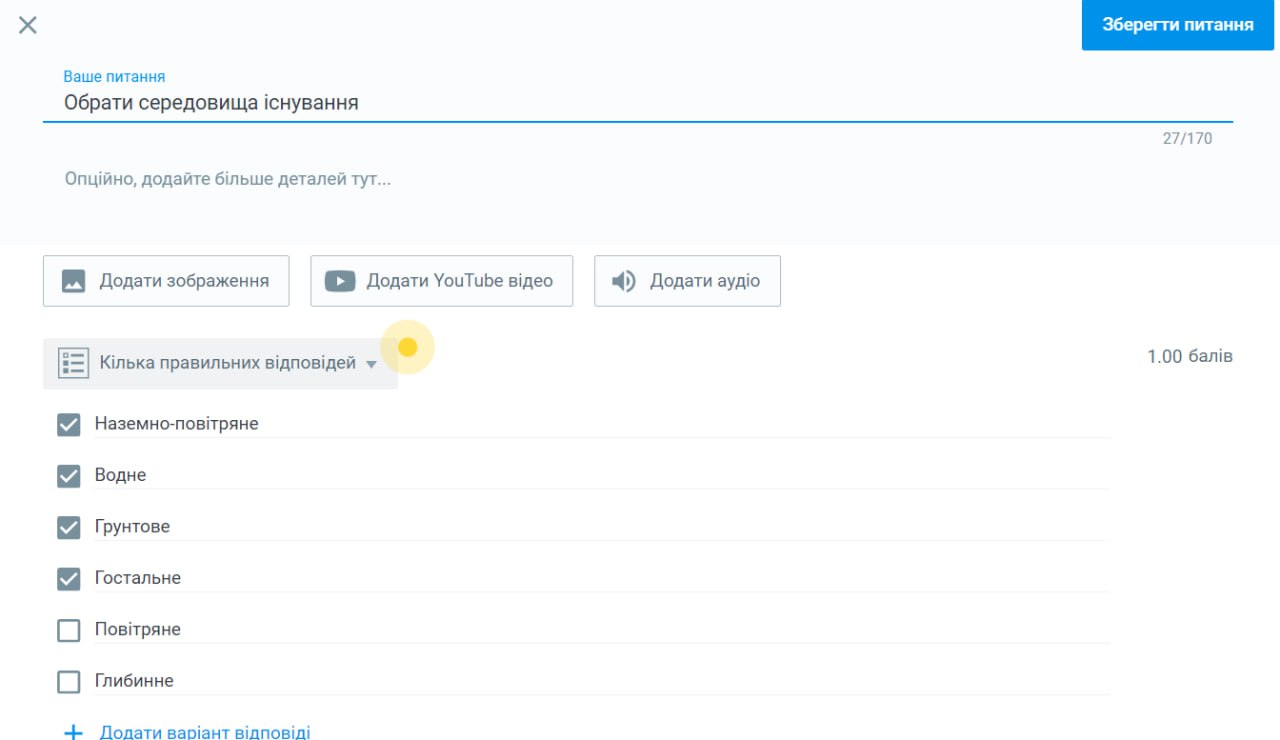 Зберегти питання
Ваше питання
Обрати середовища існування
27/170
Опційно, додайте більше деталей тут...
Додати зображення Додати YouTube відео Додати аудіо
Кілька правильних відповідей 1.00 балів
Наземно-повітряне
Водне
Грунтове
Гостальне
Повітряне
Глибинне
Додати варіант відповіді